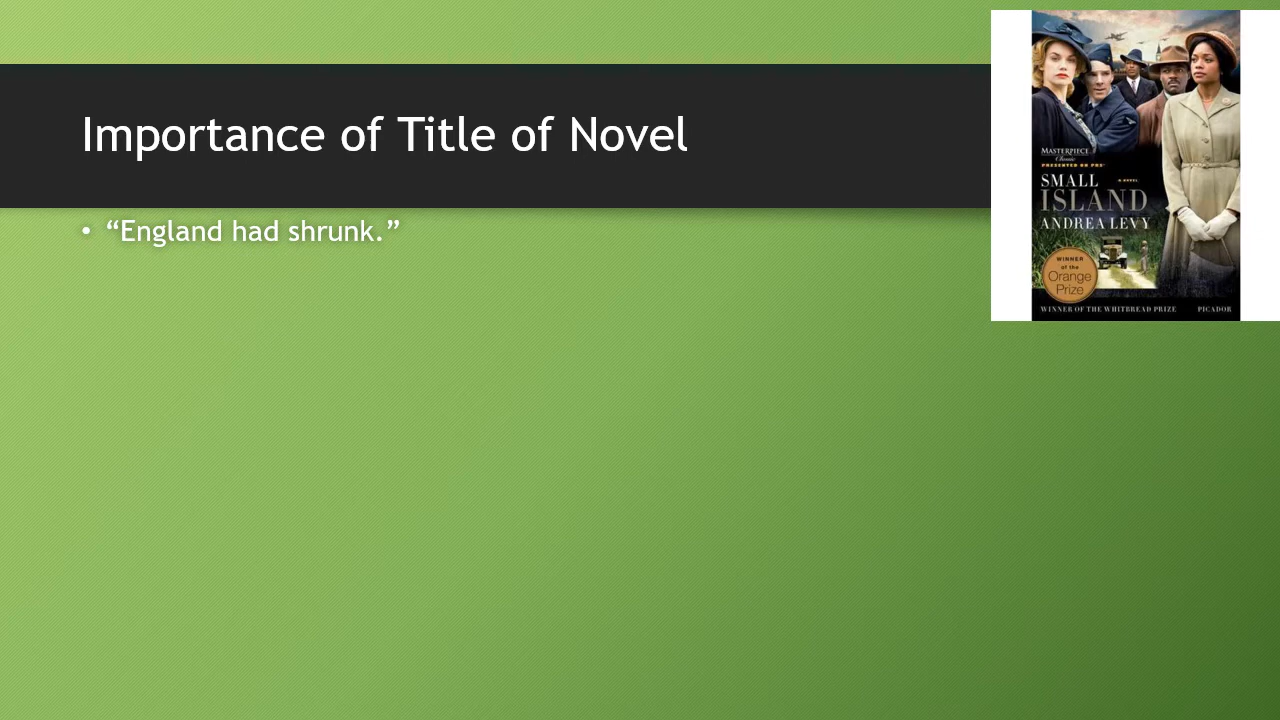 Importance of Title of Novel
• “England had shrunk.”
MASTERPIECE
Classic
PRESENTED ON PBS
SMALL
A NOVEL
ISLAND
ANDREA LEVY
WINNER
of the
Orange
Prize
WINNER OF THE WHITBREAD PRIZE PICADOR